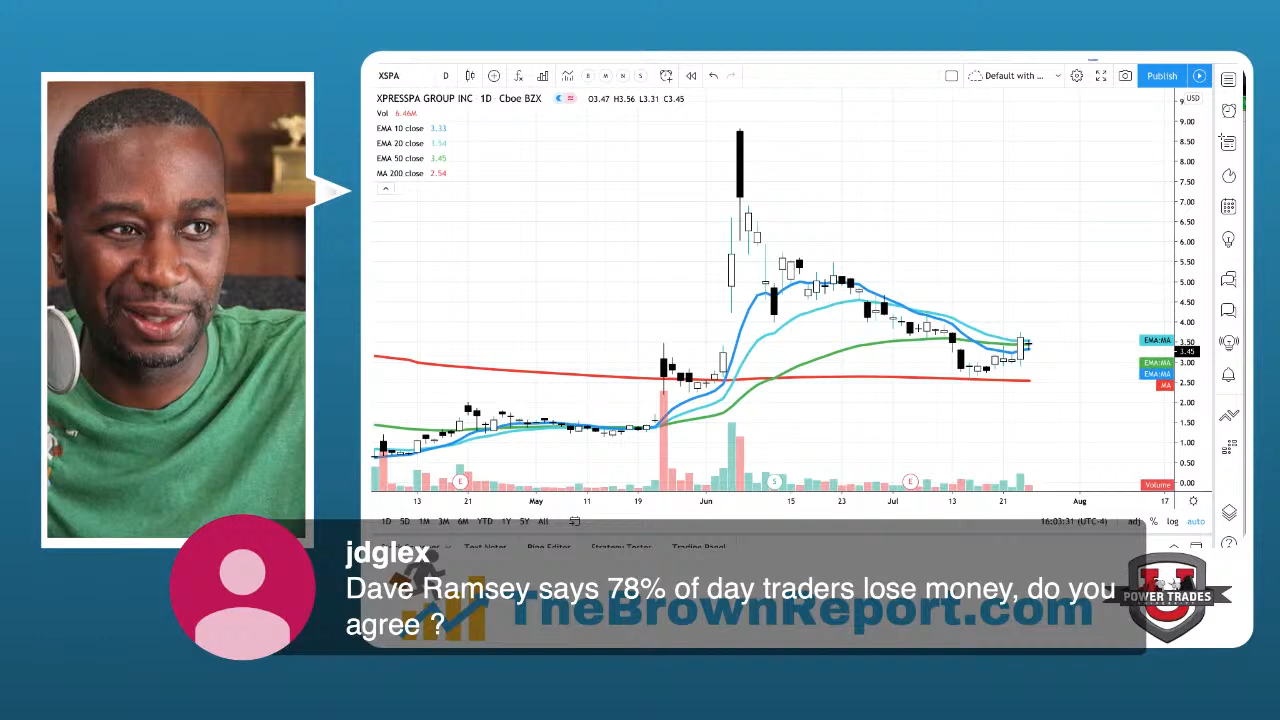 XSPA D Default with ... Publish
XPRESSPA GROUP INC 1D Cboe BZX O3.47 H3.56 L3.31 C3.45 USD
Vol 6.46M
EMA 10 close 3.33
EMA 20 close 3.54
EMA 50 close 3.45
MA 200 close 2.54
9.00
8.50
8.00
7.50
7.00
6.50
6.00
5.50
5.00
4.50
4.00
3.50
EMA:MA
3.45
EMA:MA
3.00
EMA:MA
MA
2.50
2.00
1.50
1.00
0.50
E S E Volume 0.00
13 21 May 11 19 Jun 15 23 Jul 13 21 Aug 17
1D 5D 1M 3M 6M YTD 1Y 5Y All 16:03:31 (UTC-4) adj % log auto
Text Notes Pine Editor Strategy Tester Trading Panel
jdglex
Dave Ramsey says 78% of day traders lose money, do you
agree ?
TheBrownReport.com
U
POWER TRADES
UNIVERSITY